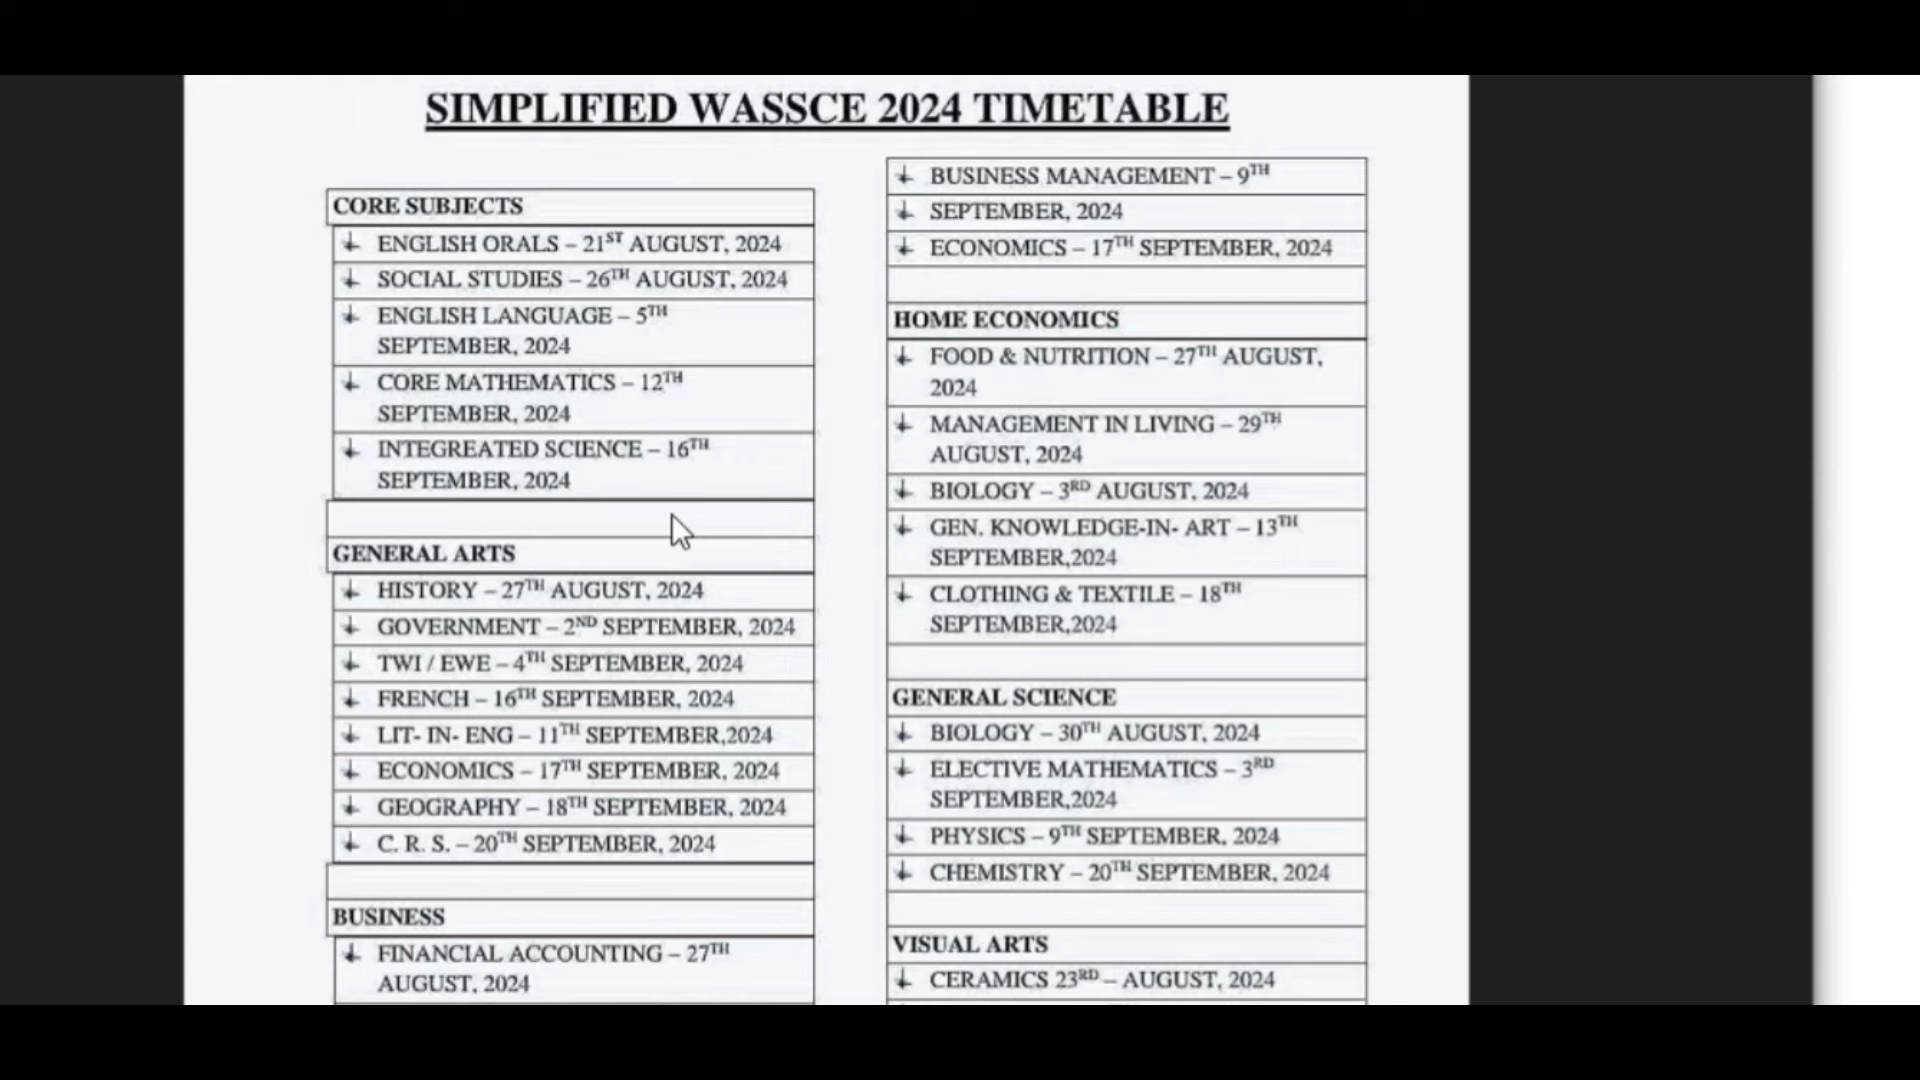 SIMPLIFIED WASSCE 2024 TIMETABLE
CORE SUBJECTS
ENGLISH ORALS – 21ST AUGUST, 2024
SOCIAL STUDIES – 26TH AUGUST, 2024
ENGLISH LANGUAGE – 5TH
SEPTEMBER, 2024
CORE MATHEMATICS – 12TH
SEPTEMBER, 2024
INTEGREATED SCIENCE – 16TH
SEPTEMBER, 2024
GENERAL ARTS
HISTORY – 27TH AUGUST, 2024
GOVERNMENT – 2ND SEPTEMBER, 2024
TWI / EWE – 4TH SEPTEMBER, 2024
FRENCH – 16TH SEPTEMBER, 2024
LIT- IN- ENG – 11TH SEPTEMBER,2024
ECONOMICS – 17TH SEPTEMBER, 2024
GEOGRAPHY – 18TH SEPTEMBER, 2024
C. R. S. – 20TH SEPTEMBER, 2024
BUSINESS
FINANCIAL ACCOUNTING – 27TH
AUGUST, 2024
BUSINESS MANAGEMENT – 9TH
SEPTEMBER, 2024
ECONOMICS – 17TH SEPTEMBER, 2024
HOME ECONOMICS
FOOD & NUTRITION – 27TH AUGUST,
2024
MANAGEMENT IN LIVING – 29TH
AUGUST, 2024
BIOLOGY – 3RD AUGUST, 2024
GEN. KNOWLEDGE-IN- ART – 13TH
SEPTEMBER,2024
CLOTHING & TEXTILE – 18TH
SEPTEMBER,2024
GENERAL SCIENCE
BIOLOGY – 30TH AUGUST, 2024
ELECTIVE MATHEMATICS – 3RD
SEPTEMBER,2024
PHYSICS – 9TH SEPTEMBER, 2024
CHEMISTRY – 20TH SEPTEMBER, 2024
VISUAL ARTS
CERAMICS 23RD – AUGUST, 2024